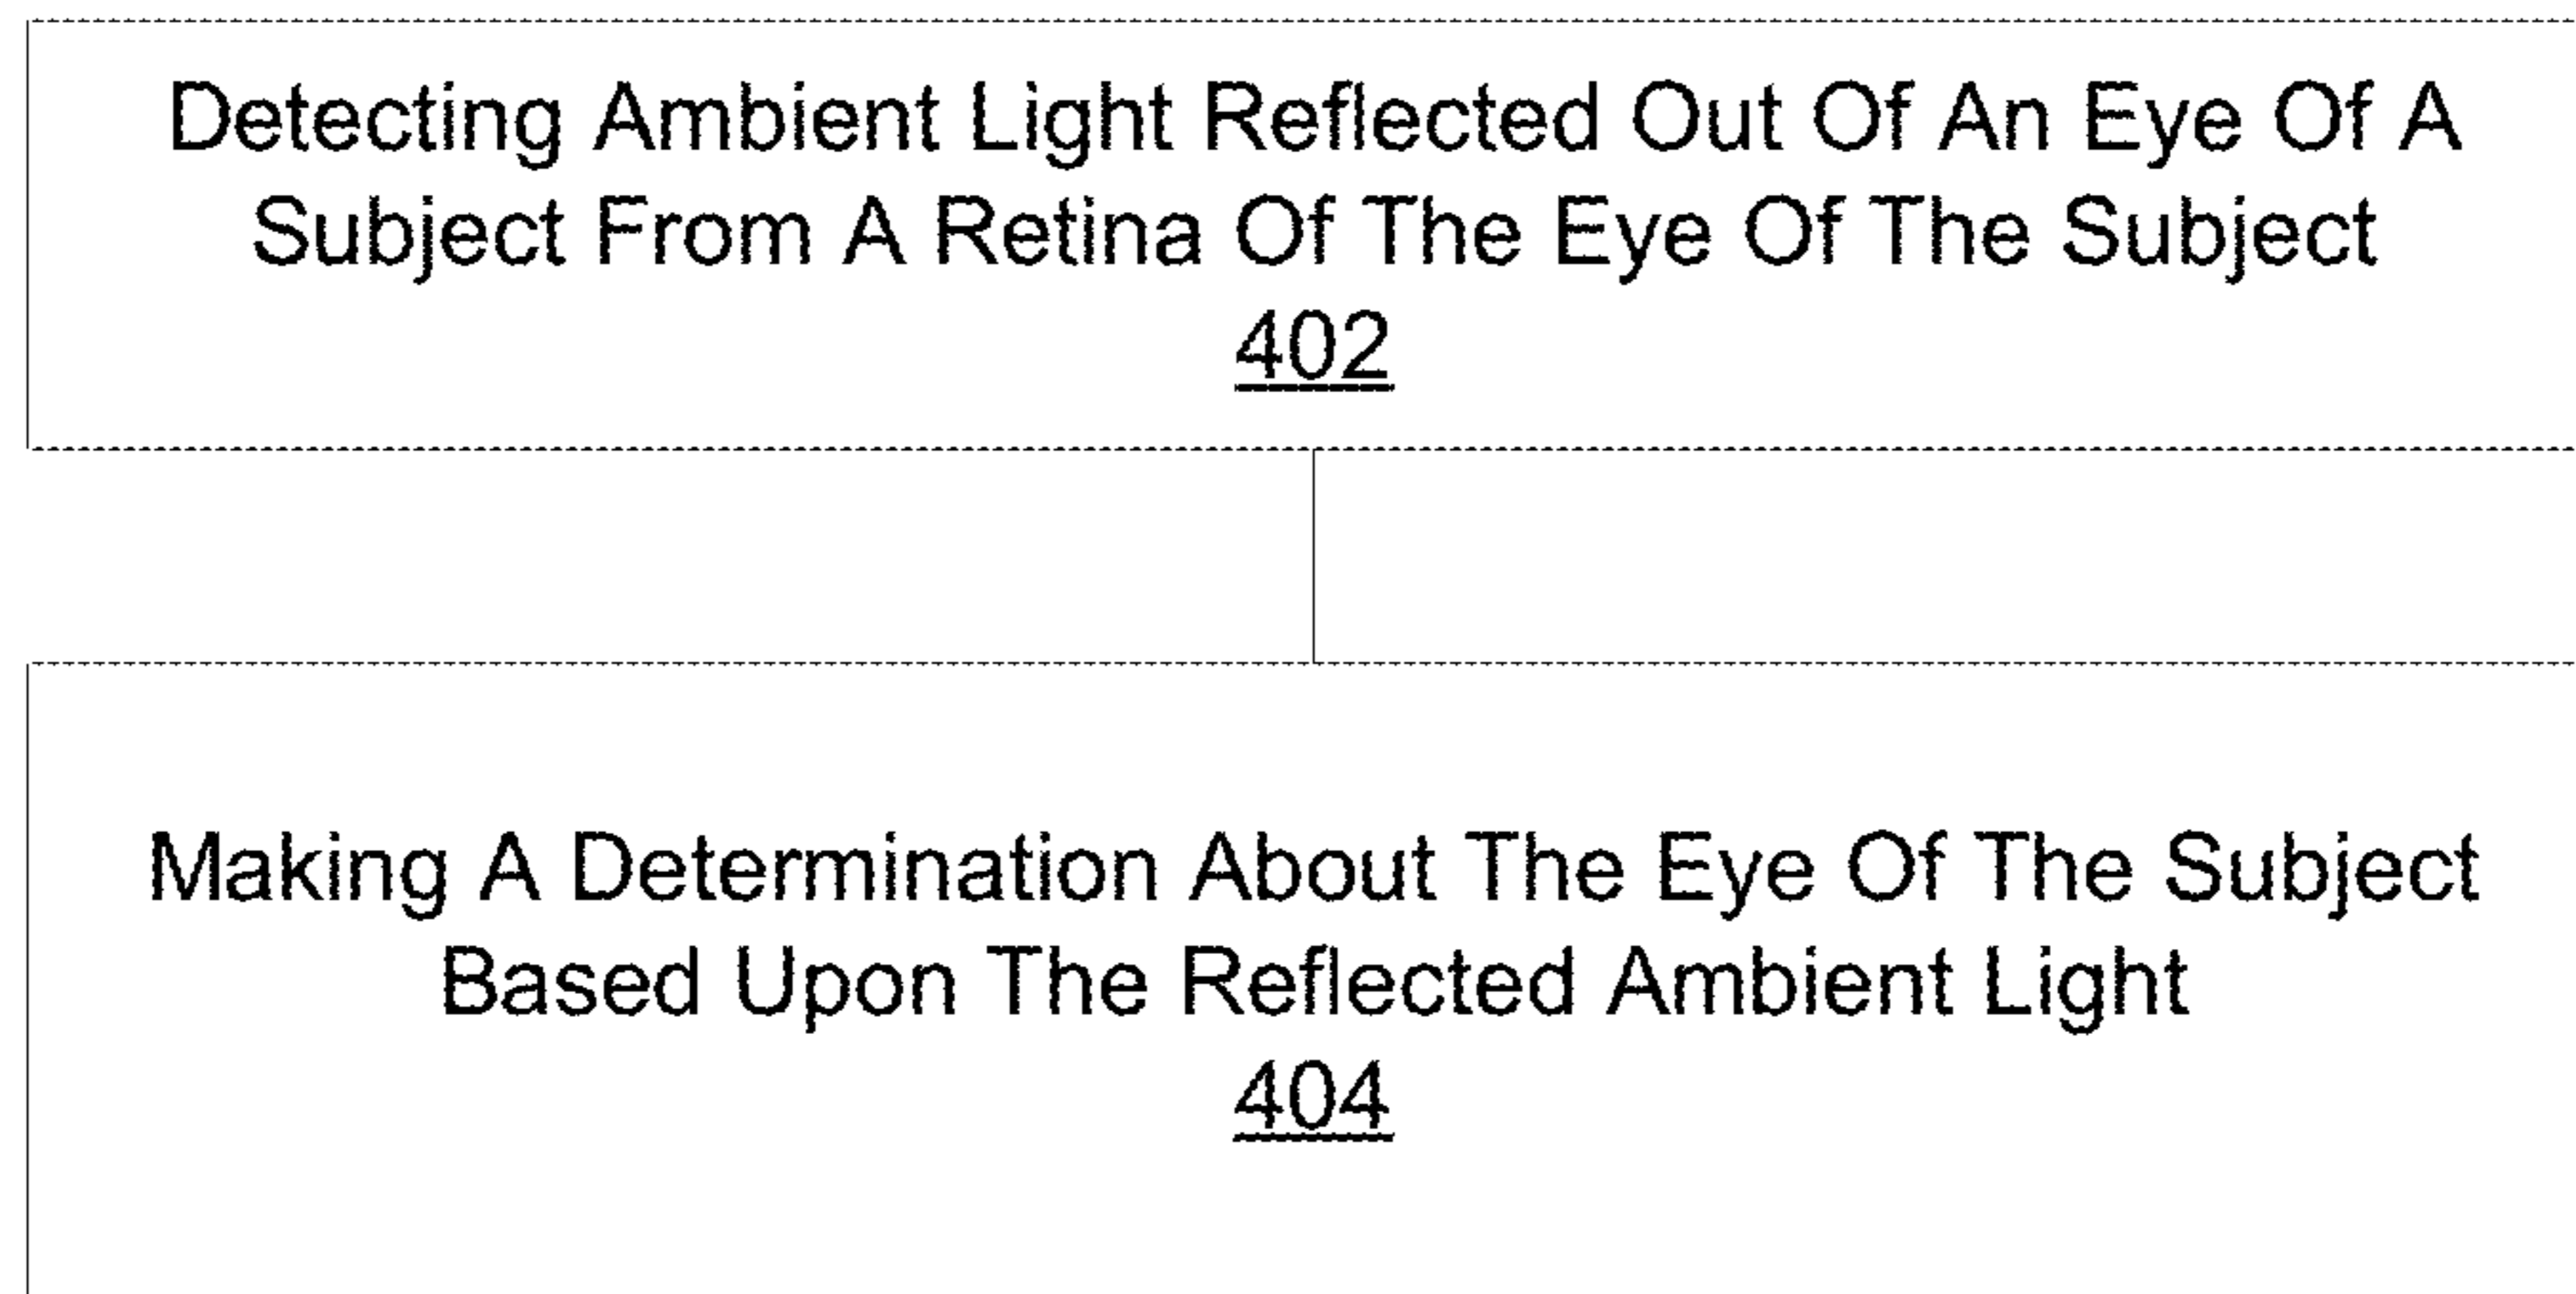 Detecting Ambient Light Reflected Out Of An Eye Of A
Subject From A Retina Of The Eye Of The Subject
402
Making A Determination About The Eye Of The Subject
Based Upon The Reflected Ambient Light
404